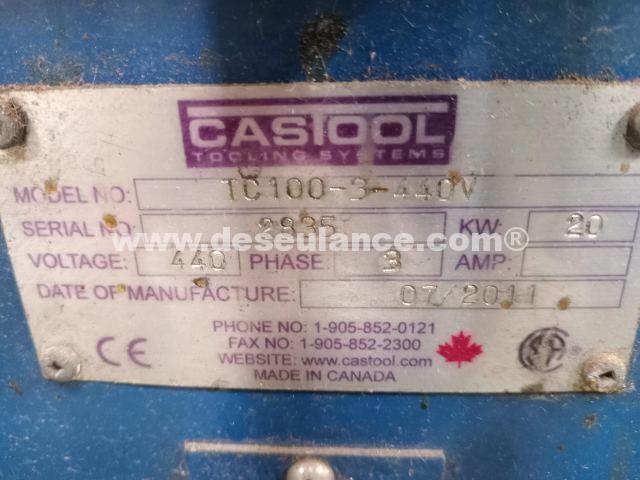 CASTOOL
TOOLING SYSTEMS
MODEL NO: TC100-3-440V
SERIAL NO: 2835 KW: 20
www.deseulance.com®
VOLTAGE: 440 PHASE 3 AMP:
DATE OF MANUFACTURE: 07/2011
PHONE NO: 1-905-852-0121
FAX NO: 1-905-852-2300
WEBSITE: www.castool.com
MADE IN CANADA
CE